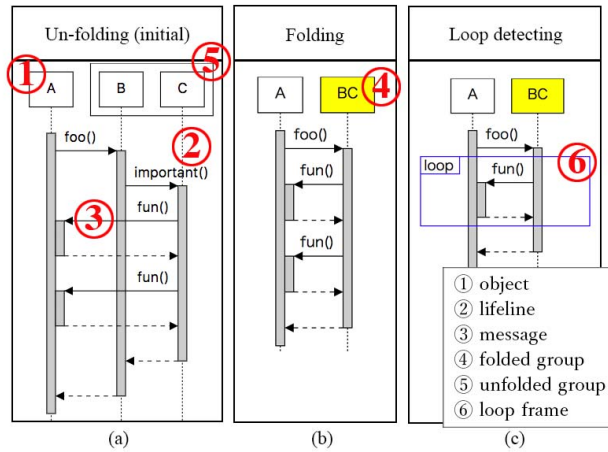 Un-folding (initial)
① ⑤
A B C
foo()
②
important()
③ fun()
fun()
(a)
Folding
④
A BC
foo()
fun()
fun()
(b)
Loop detecting
A BC
foo()
⑥
loop fun()
① object
② lifeline
③ message
④ folded group
⑤ unfolded group
⑥ loop frame
(c)